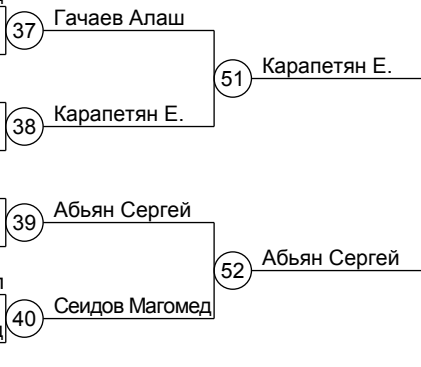 37
Гачаев Алаш
51
Карапетян Е.
38
Карапетян Е.
39
Абьян Сергей
52
Абьян Сергей
40
Сеидов Магомед